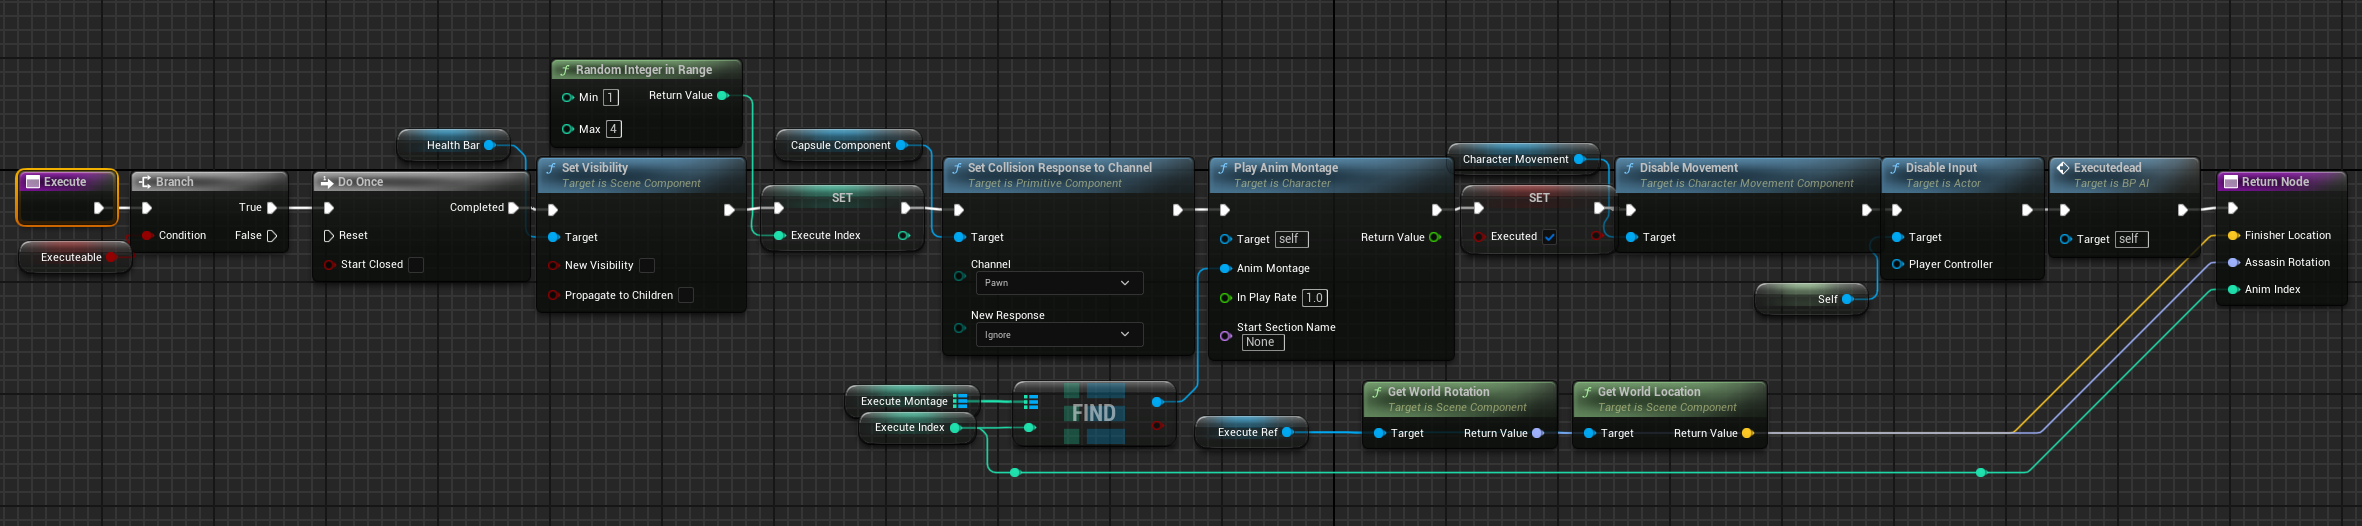 Execute
Executeable
Branch
True
Condition
False
Do Once
Completed
Reset
Start Closed
Health Bar
Random Integer in Range
Min 1
Return Value
Max 4
Set Visibility
Target is Scene Component
Target
New Visibility
Propagate to Children
SET
Execute Index
Capsule Component
Set Collision Response to Channel
Target is Primitive Component
Target
Channel
Pawn
New Response
Ignore
Execute Montage
Execute Index
FIND
Play Anim Montage
Target is Character
Target self
Return Value
Anim Montage
In Play Rate 1.0
Start Section Name
None
Character Movement
SET
Executed
Execute Ref
Get World Rotation
Target is Scene Component
Target
Return Value
Get World Location
Target is Scene Component
Target
Return Value
Disable Movement
Target is Character Movement Component
Target
Self
Disable Input
Target is Actor
Target
Player Controller
Executedead
Target is BP AI
Target self
Return Node
Finisher Location
Assasin Rotation
Anim Index